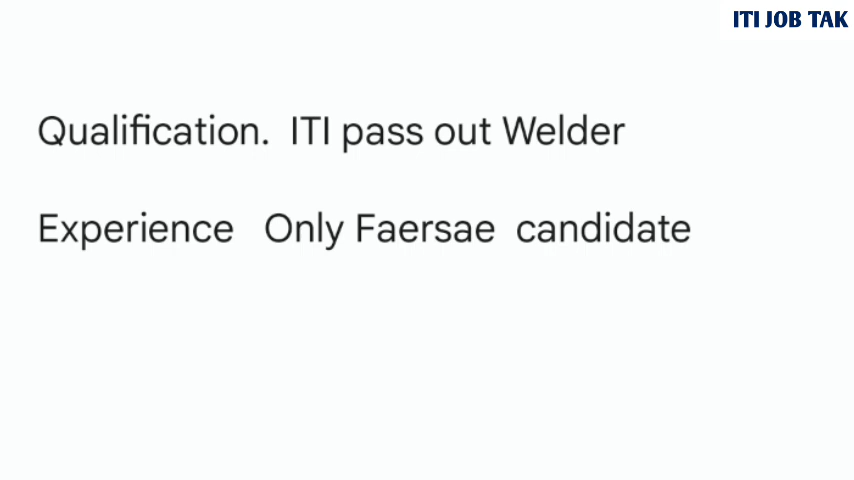 ITI JOB TAK
Qualification. ITI pass out Welder
Experience Only Faersae candidate